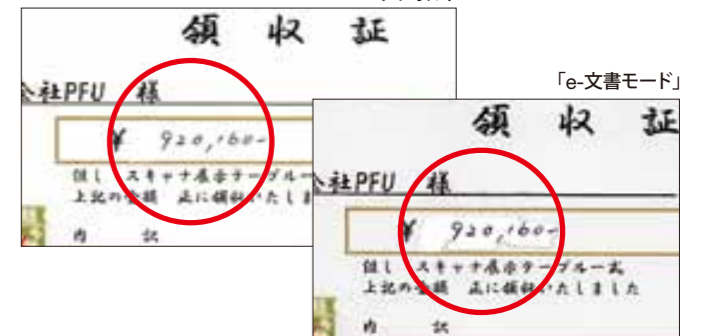 領収証
会社PFU 様
¥ 920,160-
但し スキャナ展示テーブル一
上記の金額 正に領収いたしま
内 訳
「e-文書モード」
領収証
会社PFU 様
¥ 920,160-
但し スキャナ展示テーブル一式
上記の金額 正に領収いたしました
内 訳